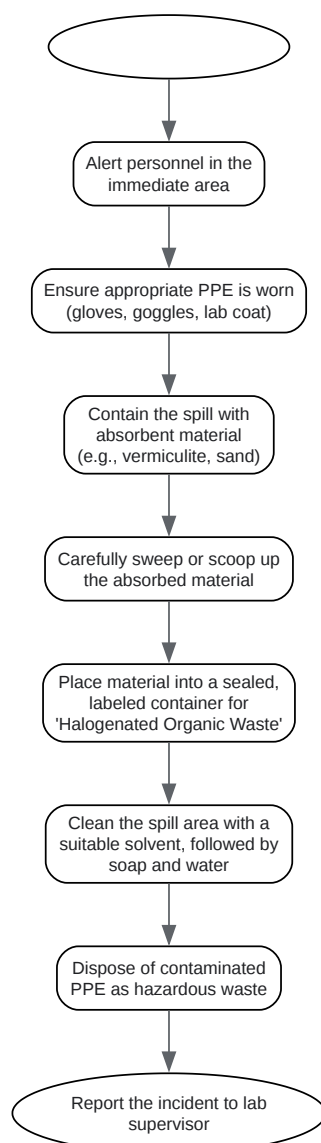 Alert personnel in the
immediate area
Ensure appropriate PPE is worn
(gloves, goggles, lab coat)
Contain the spill with
absorbent material
(e.g., vermiculite, sand)
Carefully sweep or scoop up
the absorbed material
Place material into a sealed,
labeled container for
'Halogenated Organic Waste'
Clean the spill area with a
suitable solvent, followed by
soap and water
Dispose of contaminated
PPE as hazardous waste
Report the incident to lab
supervisor